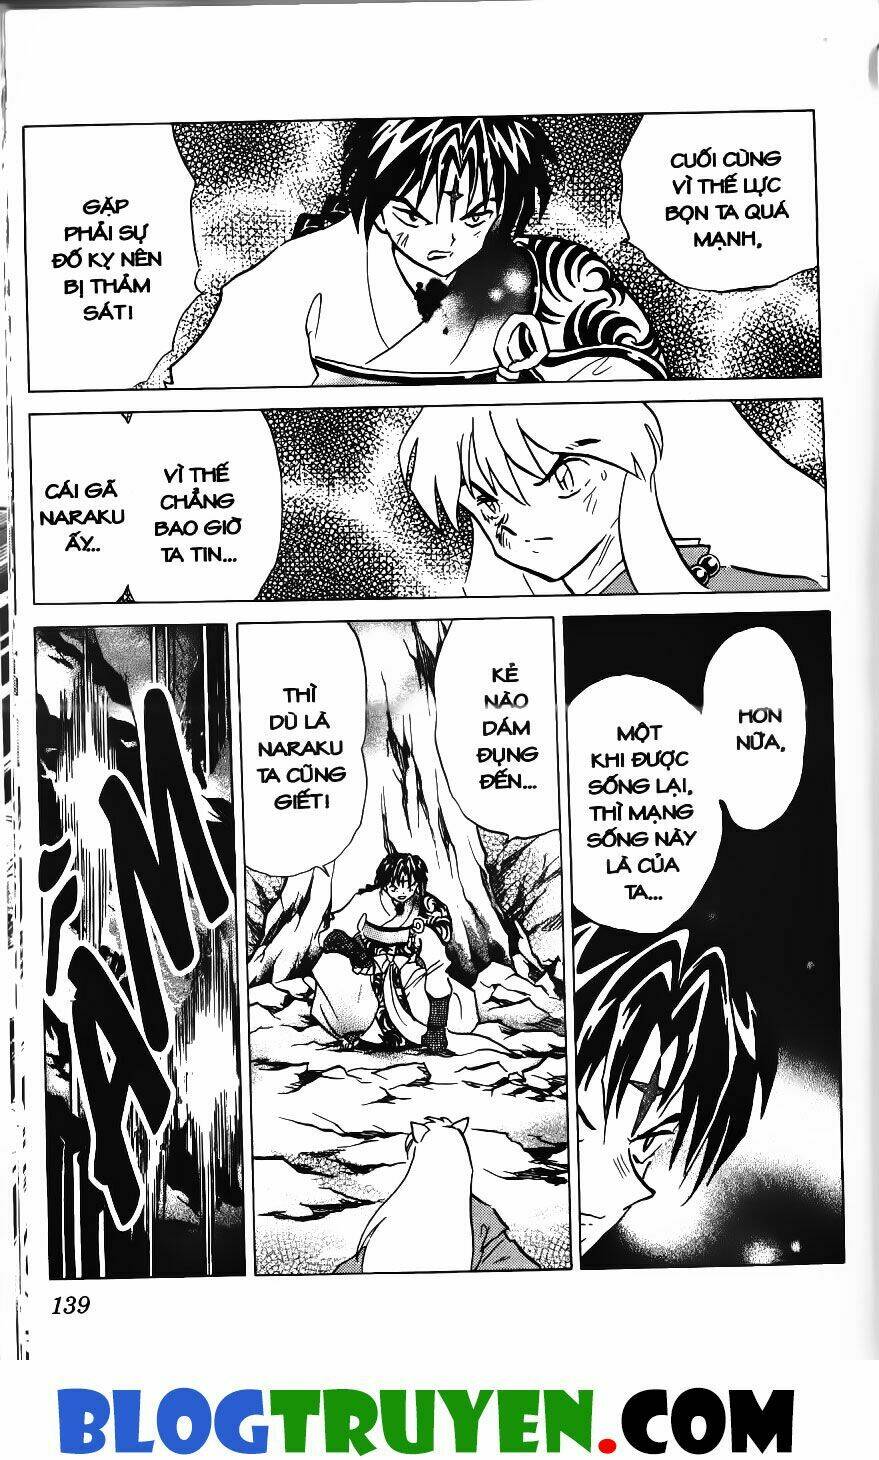 CUỐI CÙNG
VÌ THẾ LỰC
BỌN TA QUÁ
MẠNH,
GẶP
PHẢI SỰ
ĐỐ KỴ NÊN
BỊ THẢM
SÁT!
VÌ THẾ
CHẲNG
BAO GIỜ
TA TIN...
CÁI GÃ
NARAKU
ẤY...
HƠN
NỮA,
MỘT
KHI ĐƯỢC
SỐNG LẠI,
THÌ MẠNG
SỐNG NÀY
LÀ CỦA
TA...
KẺ
NÀO
DÁM
ĐỤNG
ĐẾN...
THÌ
DÙ LÀ
NARAKU
TA CŨNG
GIẾT!
ẦM
139
BLOGTRUYEN.COM